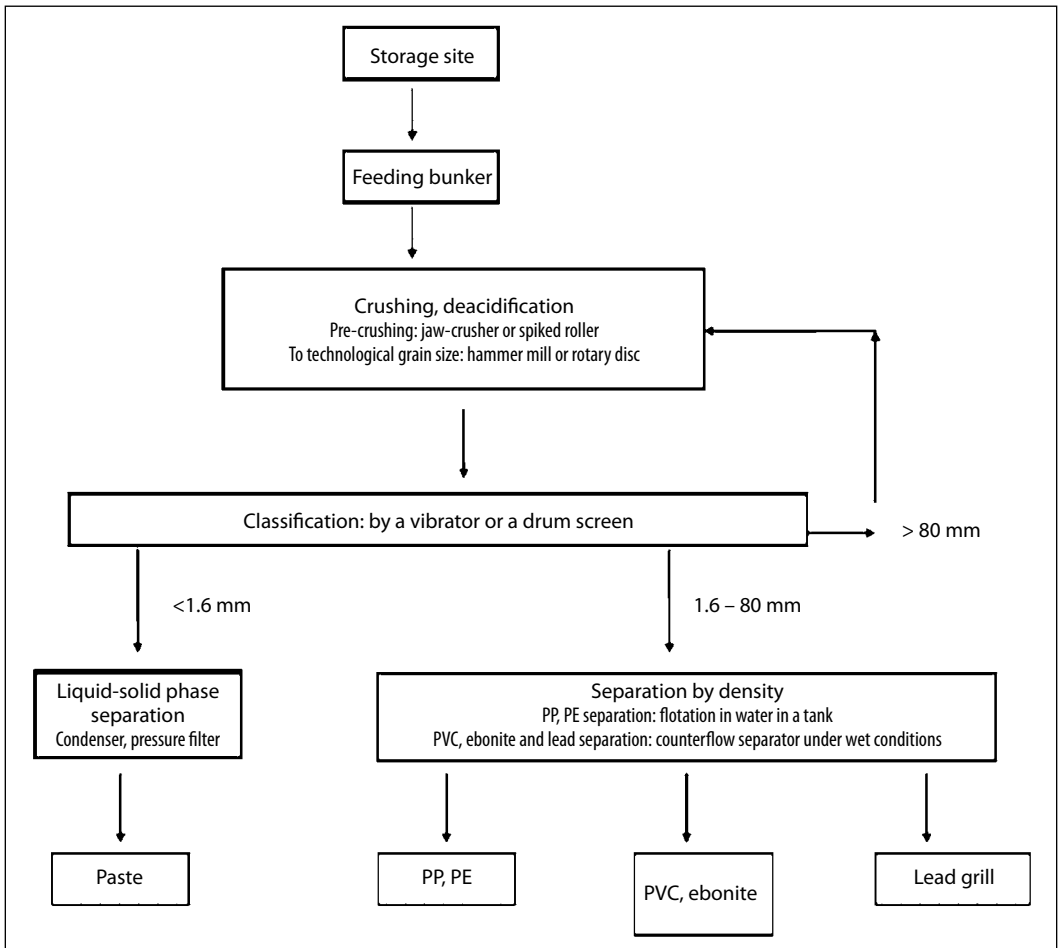 Storage site
Feeding bunker
Crushing, deacidification
Pre-crushing: jaw-crusher or spiked roller
To technological grain size: hammer mill or rotary disc
Classification: by a vibrator or a drum screen
> 80 mm
<1.6 mm
1.6 – 80 mm
Liquid-solid phase
separation
Condenser, pressure filter
Separation by density
PP, PE separation: flotation in water in a tank
PVC, ebonite and lead separation: counterflow separator under wet conditions
Paste
PP, PE
PVC, ebonite
Lead grill